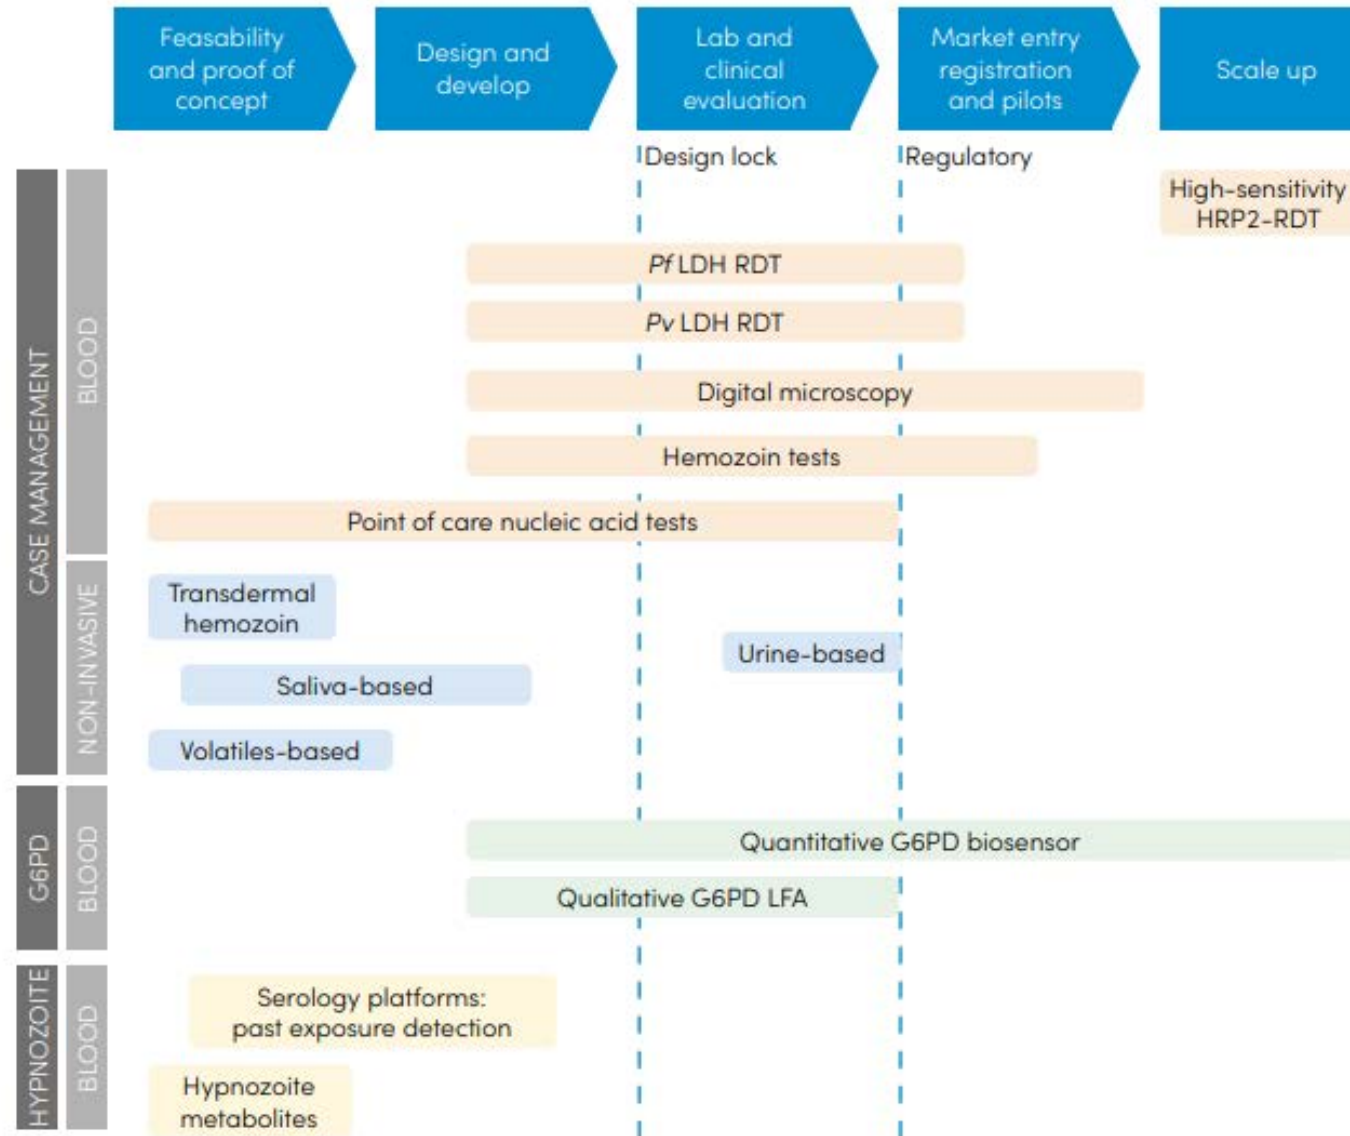 Feasability
and proof of
concept
Design and
develop
Lab and
clinical
evaluation
Market entry
registration
and pilots
Scale up
Design lock
Regulatory
CASE MANAGEMENT
BLOOD
High-sensitivity
HRP2-RDT
Pf LDH RDT
Pv LDH RDT
Digital microscopy
Hemozoin tests
Point of care nucleic acid tests
NON-INVASIVE
Transdermal
hemozoin
Urine-based
Saliva-based
Volatiles-based
G6PD
BLOOD
Quantitative G6PD biosensor
Qualitative G6PD LFA
HYPNOZOITE
BLOOD
Serology platforms:
past exposure detection
Hypnozoite
metabolites